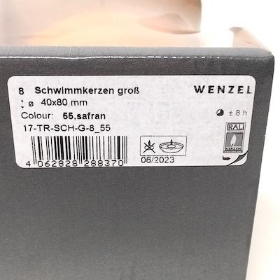 8 Schwimmkerzen groß WENZEL
ø 40x80 mm ± 8 h
Colour: 55.safran
17-TR-SCH-G-8_55
RAL
4 062828 288370
06/2023